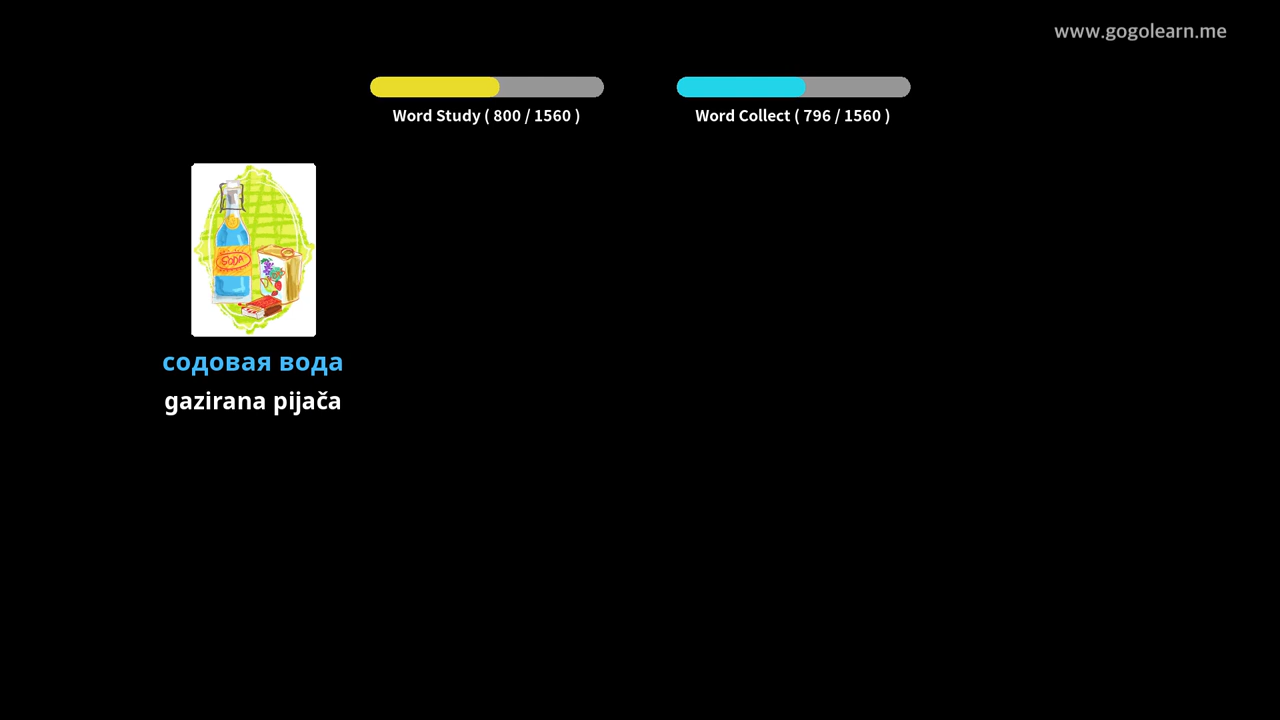 www.gogolearn.me
Word Study ( 800 / 1560 )
Word Collect ( 796 / 1560 )
SODA
содовая вода
gazirana pijača